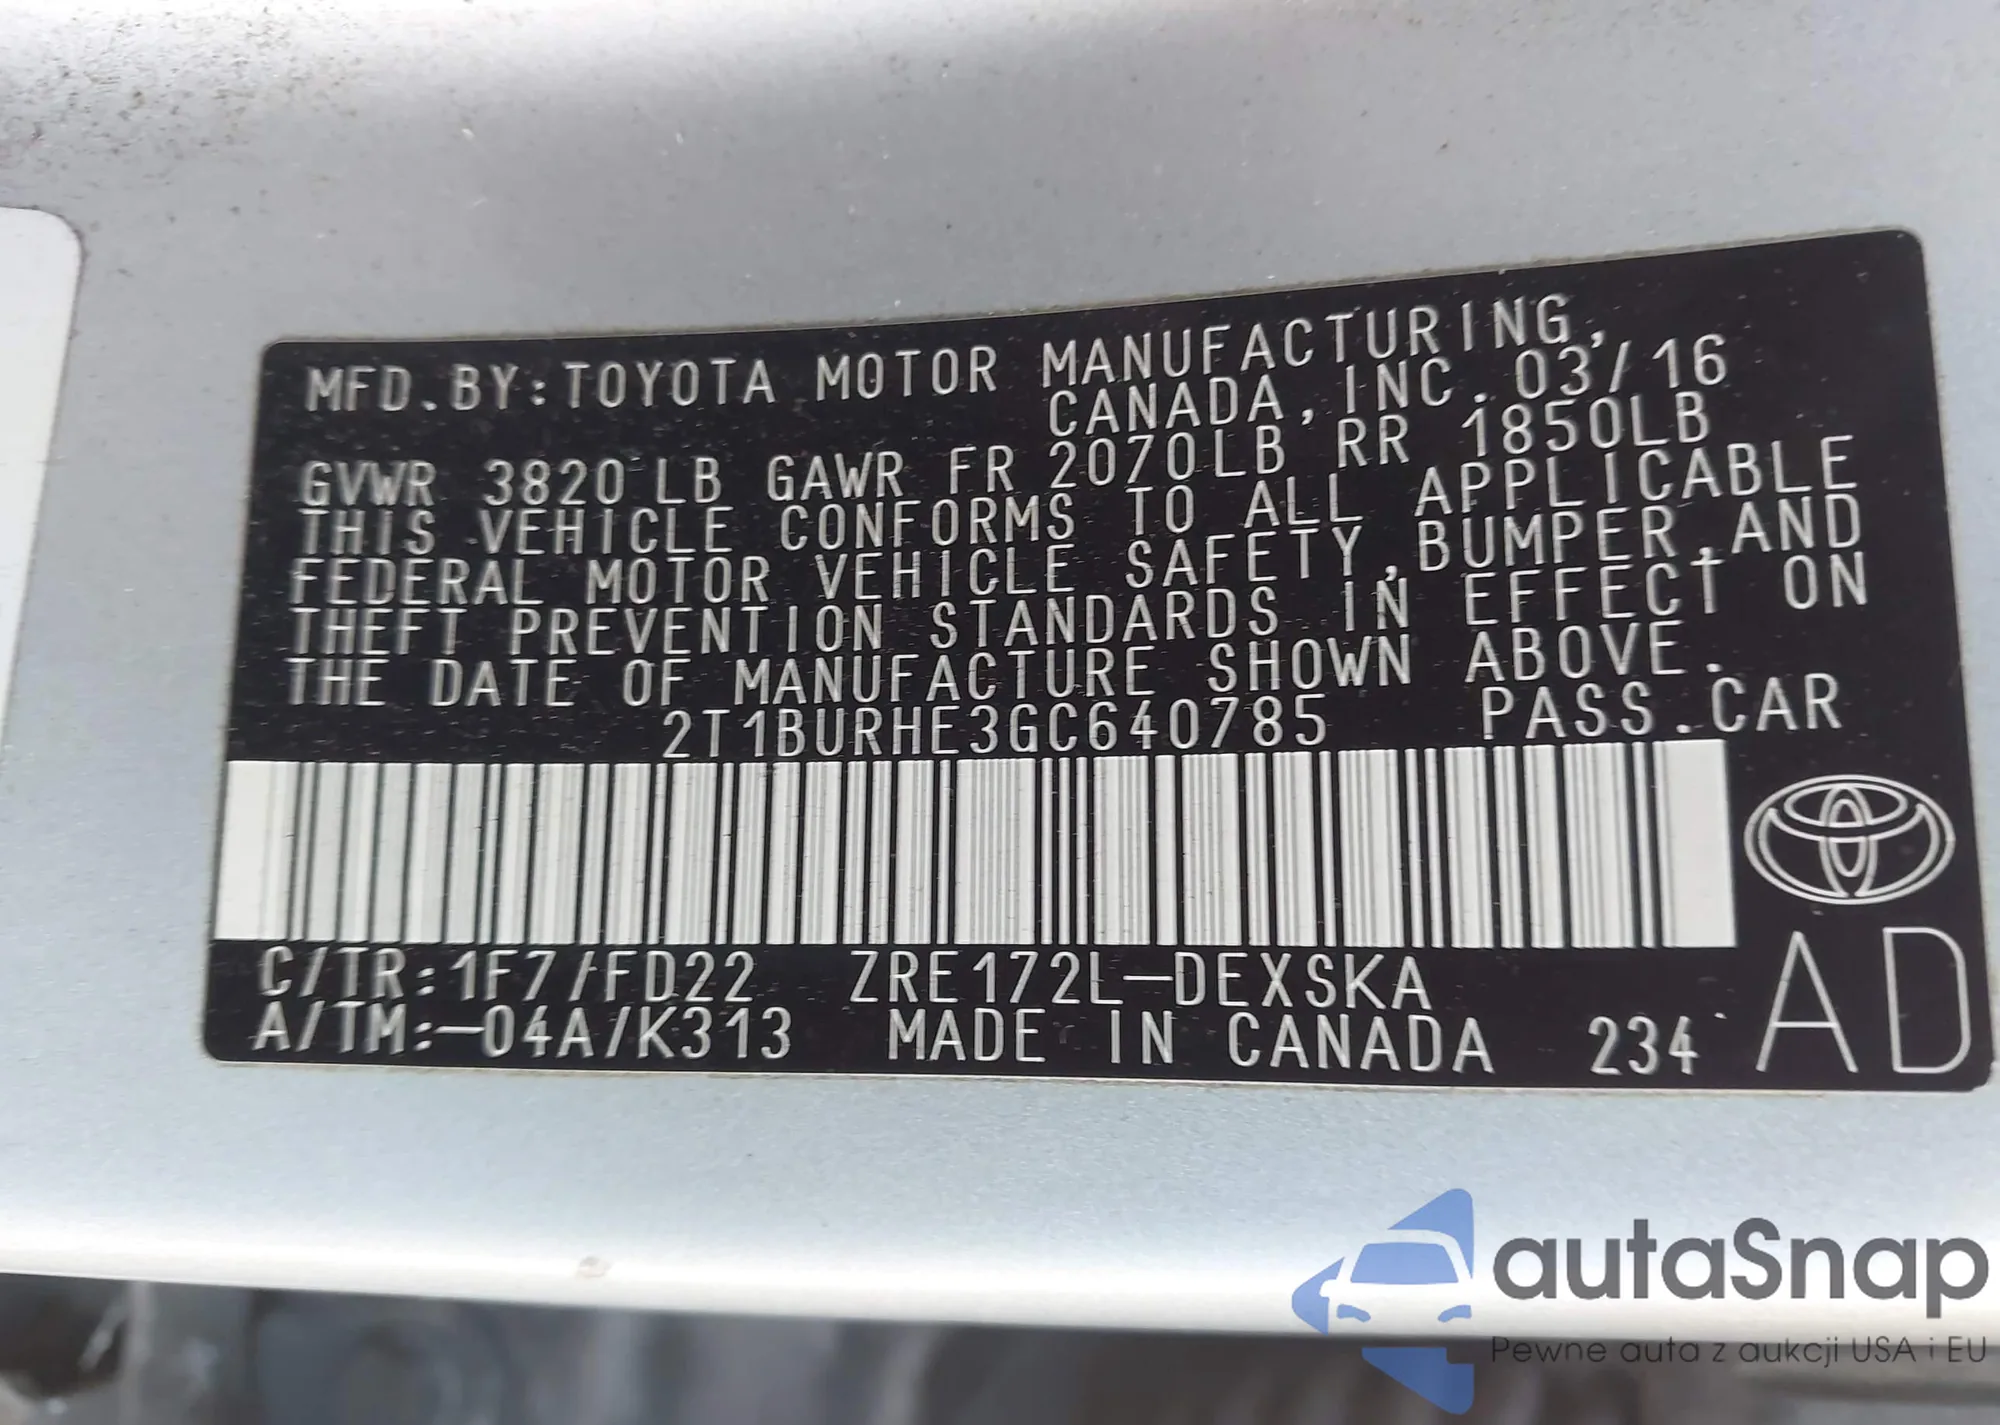 MFD.BY:TOYOTA MOTOR MANUFACTURING,
CANADA,INC.03/16
GVWR 3820 LB GAWR FR 2070LB RR 1850LB
THIS VEHICLE CONFORMS TO ALL APPLICABLE
FEDERAL MOTOR VEHICLE SAFETY,BUMPER,AND
THEFT PREVENTION STANDARDS IN EFFECT ON
THE DATE OF MANUFACTURE SHOWN ABOVE.
2T1BURHE3GC640785 PASS.CAR
C/TR:1F7/FD22 ZRE172L-DEXSKA
A/TM:-04A/K313 MADE IN CANADA 234
AD
autaSnap
Pewne auta z aukcji USA i EU